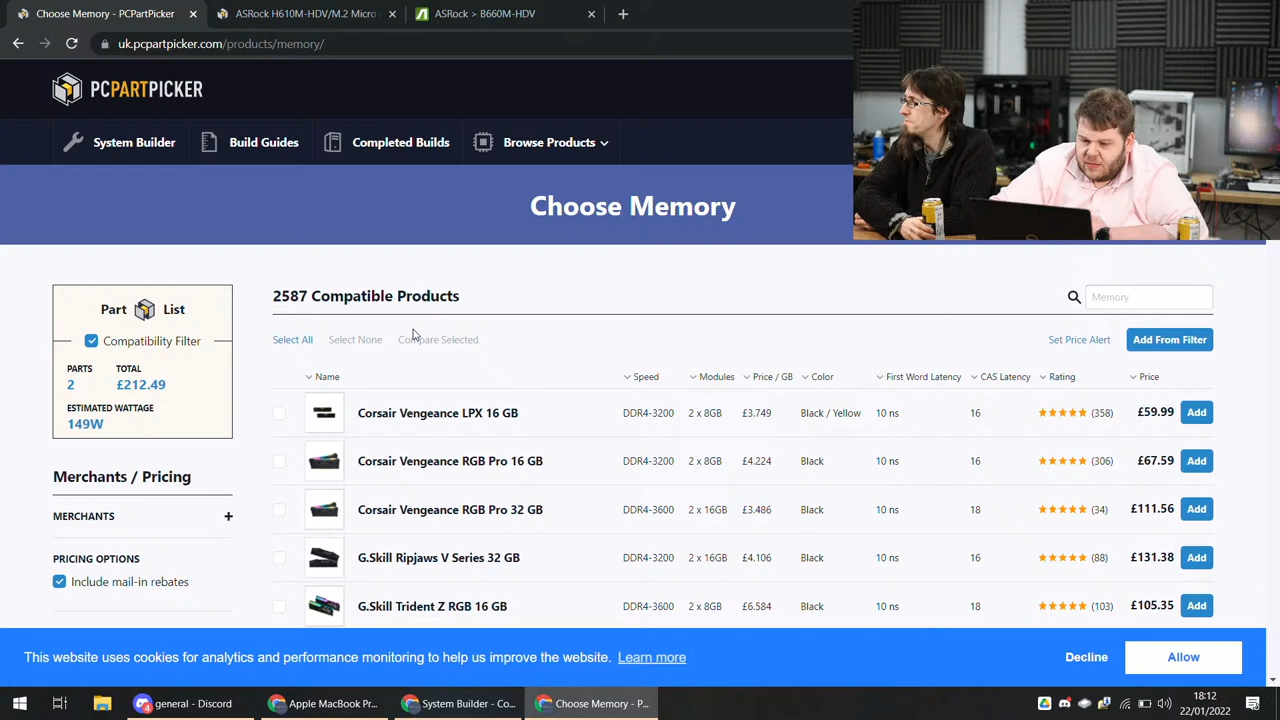 Choose Memory - PCPartPicker
ASRock H610M-HDV/M.2 Micro
ASRock > B660M-HDV
uk.pcpartpicker.com/products/memory/
PCPARTPICKER
System Builder
Build Guides
Completed Builds
Browse Products
Choose Memory
Part List
Compatibility Filter
PARTS TOTAL
2 £212.49
ESTIMATED WATTAGE
149W
Merchants / Pricing
MERCHANTS +
PRICING OPTIONS
Include mail-in rebates
2587 Compatible Products
Memory
Select All Select None Compare Selected Set Price Alert Add From Filter
Name Speed Modules Price / GB Color First Word Latency CAS Latency Rating Price
Corsair Vengeance LPX 16 GB DDR4-3200 2 x 8GB £3.749 Black / Yellow 10 ns 16 (358) £59.99 Add
Corsair Vengeance RGB Pro 16 GB DDR4-3200 2 x 8GB £4.224 Black 10 ns 16 (306) £67.59 Add
Corsair Vengeance RGB Pro 32 GB DDR4-3600 2 x 16GB £3.486 Black 10 ns 18 (34) £111.56 Add
G.Skill Ripjaws V Series 32 GB DDR4-3200 2 x 16GB £4.106 Black 10 ns 16 (88) £131.38 Add
G.Skill Trident Z RGB 16 GB DDR4-3600 2 x 8GB £6.584 Black 10 ns 18 (103) £105.35 Add
This website uses cookies for analytics and performance monitoring to help us improve the website. Learn more Decline Allow
general - Discord
Apple MacBook P...
System Builder - Co...
Choose Memory - P...
18:12
22/01/2022